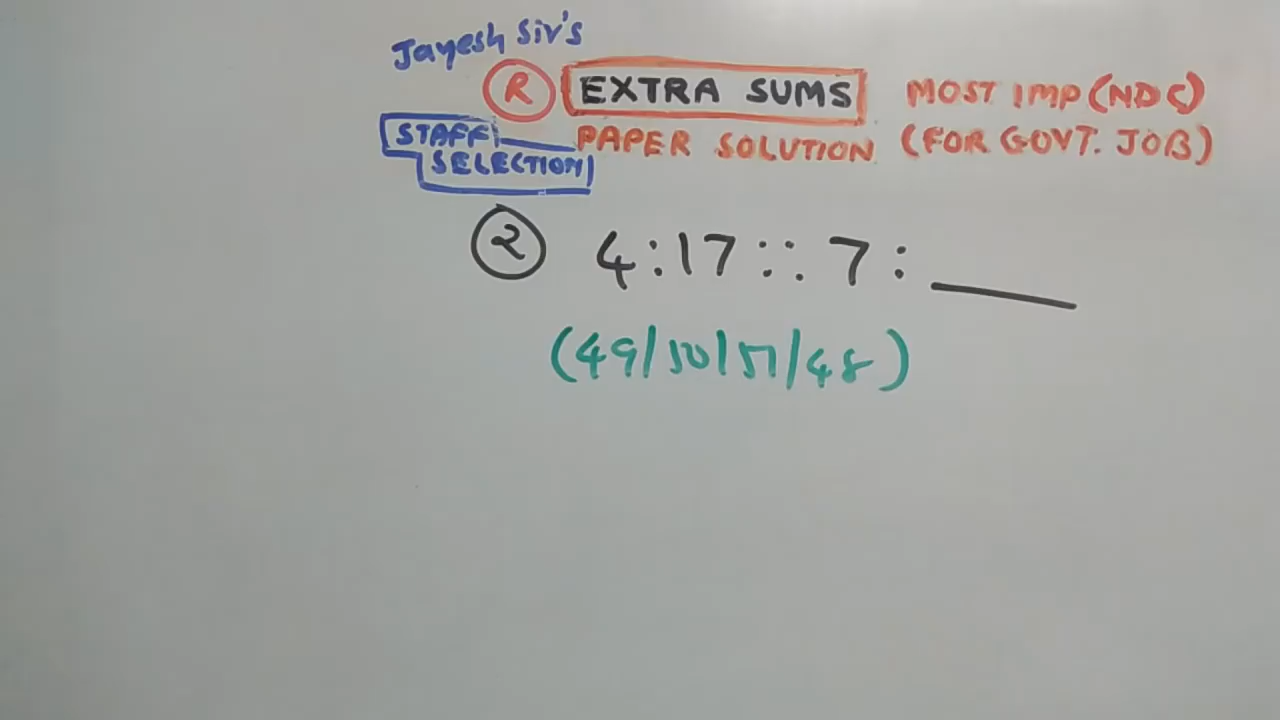 Jayesh Sir's
R EXTRA SUMS MOST IMP (NDC)
STAFF PAPER SOLUTION (FOR GOVT. JOB)
SELECTION
2 4 : 17 :: 7 : ____
(49/50/51/48)